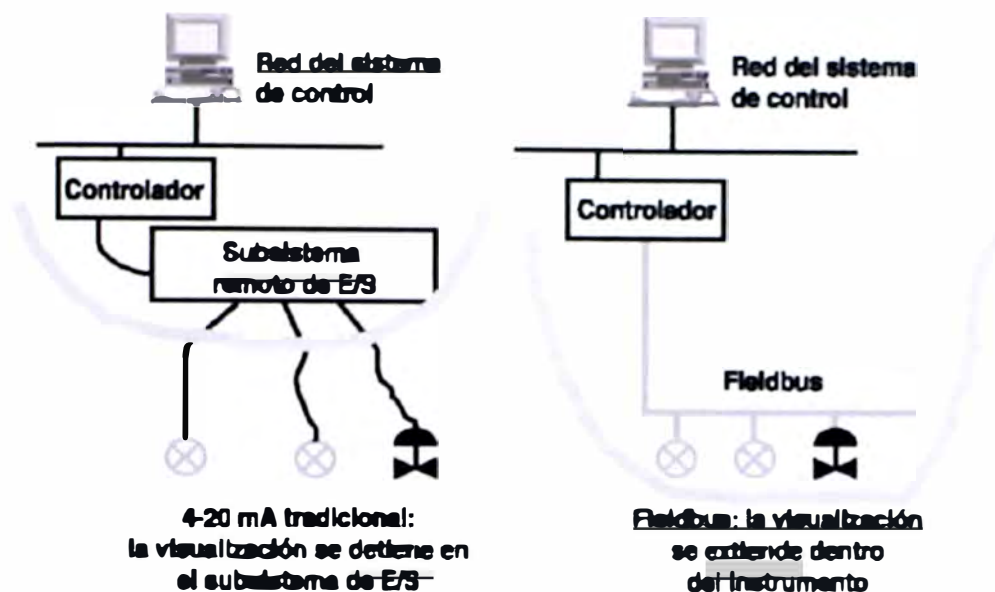 Red del sistema
de control
Controlador
Subsistema
remoto de E/S
4-20 mA tradicional:
la visualización se detiene en
el subsistema de E/S
Red del sistema
de control
Controlador
Fieldbus
Fieldbus: la visualización
se extiende dentro
del instrumento